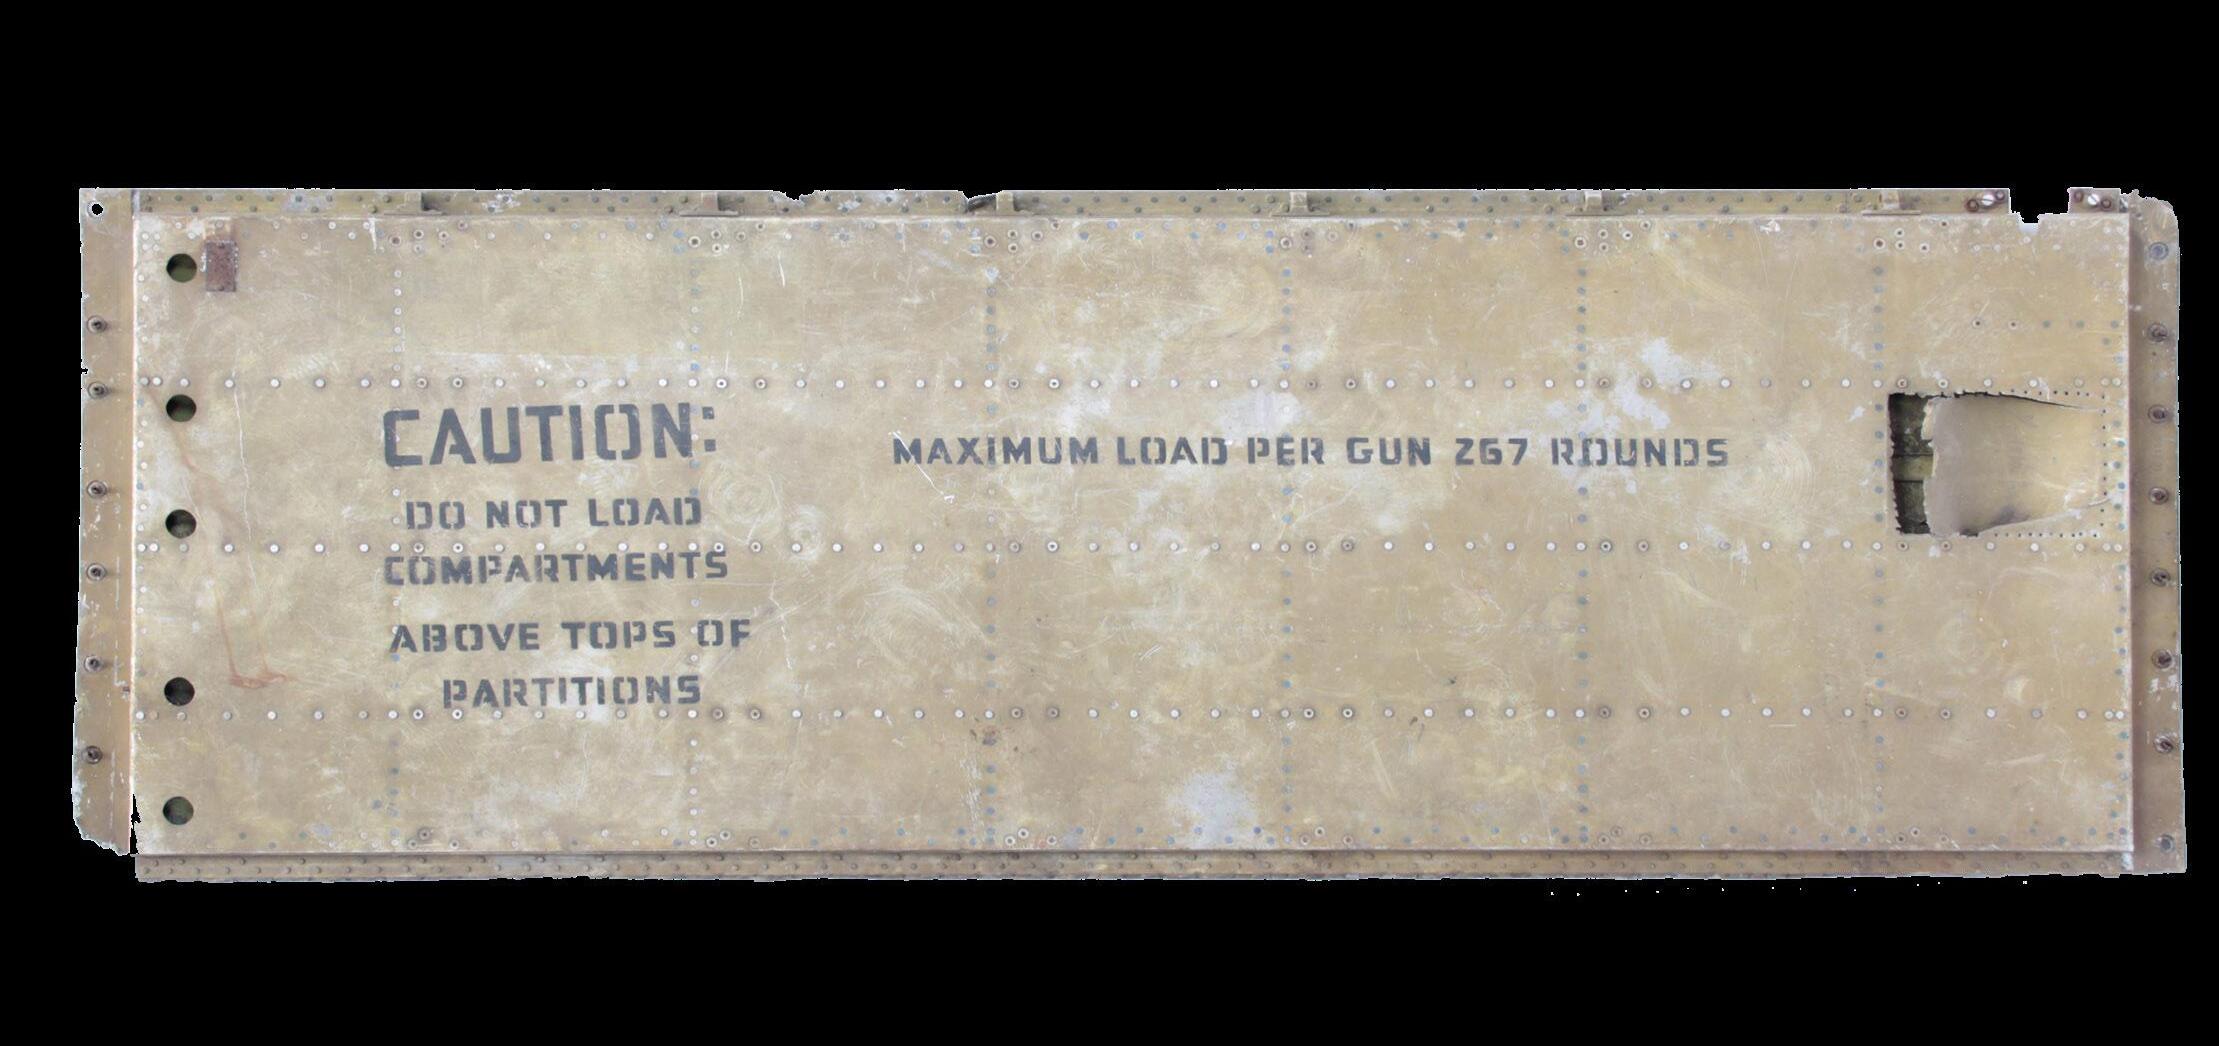 CAUTION:
DO NOT LOAD
COMPARTMENTS
ABOVE TOPS OF
PARTITIONS
MAXIMUM LOAD PER GUN 267 ROUNDS